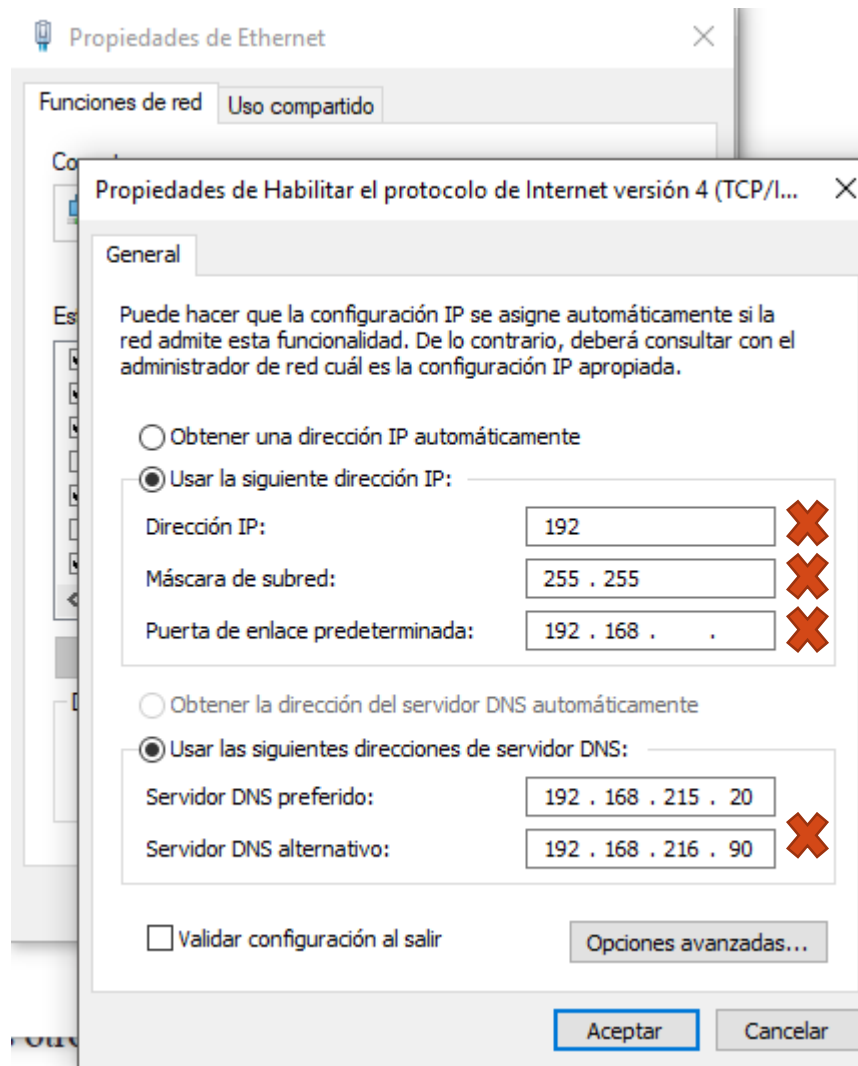 Propiedades de Ethernet
Funciones de red
Uso compartido
Propiedades de Habilitar el protocolo de Internet versión 4 (TCP/I...
General
Puede hacer que la configuración IP se asigne automáticamente si la
red admite esta funcionalidad. De lo contrario, deberá consultar con el
administrador de red cuál es la configuración IP apropiada.
Obtener una dirección IP automáticamente
Usar la siguiente dirección IP:
Dirección IP: 192
Máscara de subred: 255 . 255
Puerta de enlace predeterminada: 192 . 168 . .
Obtener la dirección del servidor DNS automáticamente
Usar las siguientes direcciones de servidor DNS:
Servidor DNS preferido: 192 . 168 . 215 . 20
Servidor DNS alternativo: 192 . 168 . 216 . 90
Validar configuración al salir
Opciones avanzadas...
Aceptar
Cancelar